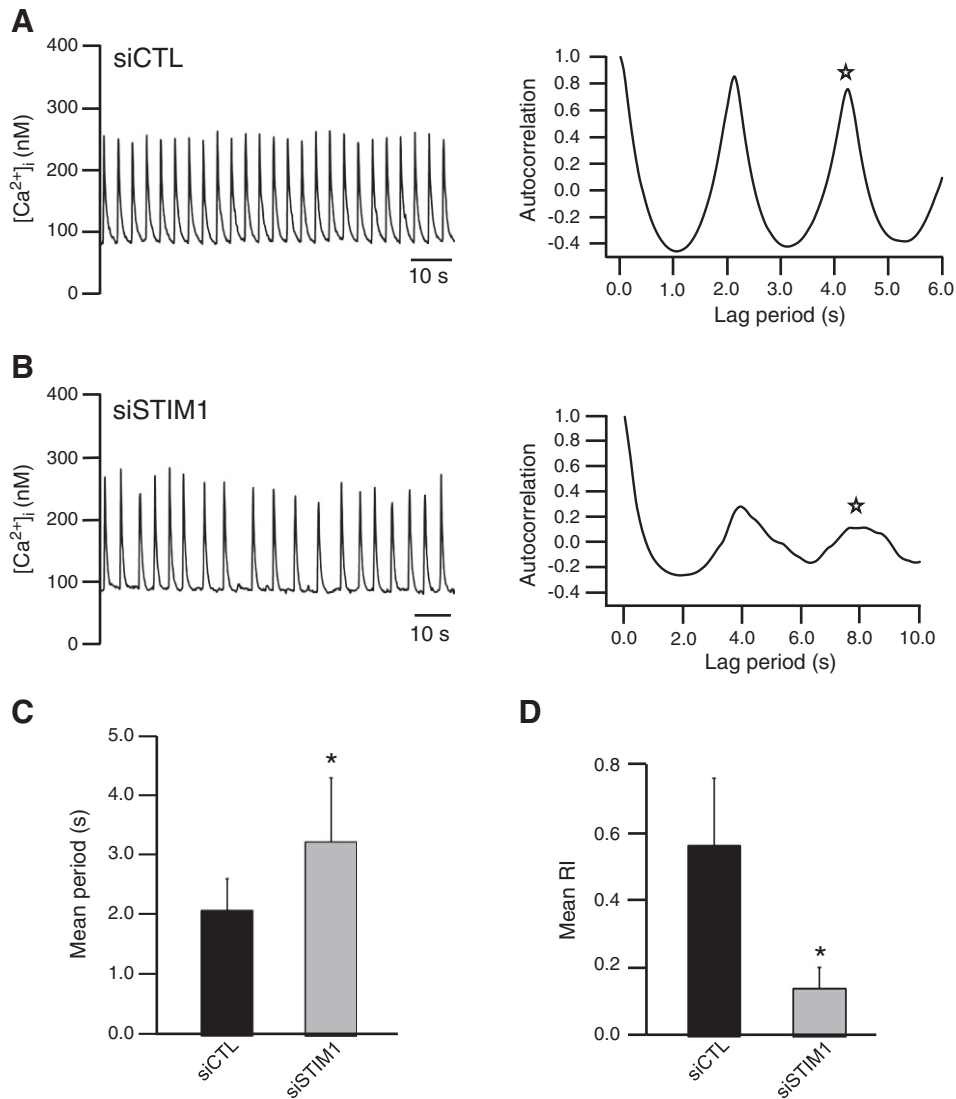 A
siCTL
400
300
200
100
0
[Ca²⁺]ᵢ (nM)
10 s
1.0
0.8
0.6
0.4
0.2
0.0
-0.2
-0.4
Autocorrelation
☆
0.0 1.0 2.0 3.0 4.0 5.0 6.0
Lag period (s)
B
siSTIM1
400
300
200
100
0
[Ca²⁺]ᵢ (nM)
10 s
1.0
0.8
0.6
0.4
0.2
0.0
-0.2
-0.4
Autocorrelation
☆
0.0 2.0 4.0 6.0 8.0 10.0
Lag period (s)
C
5.0
4.0
3.0
2.0
1.0
0.0
Mean period (s)
*
siCTL siSTIM1
D
0.8
0.6
0.4
0.2
0.0
Mean RI
*
siCTL siSTIM1